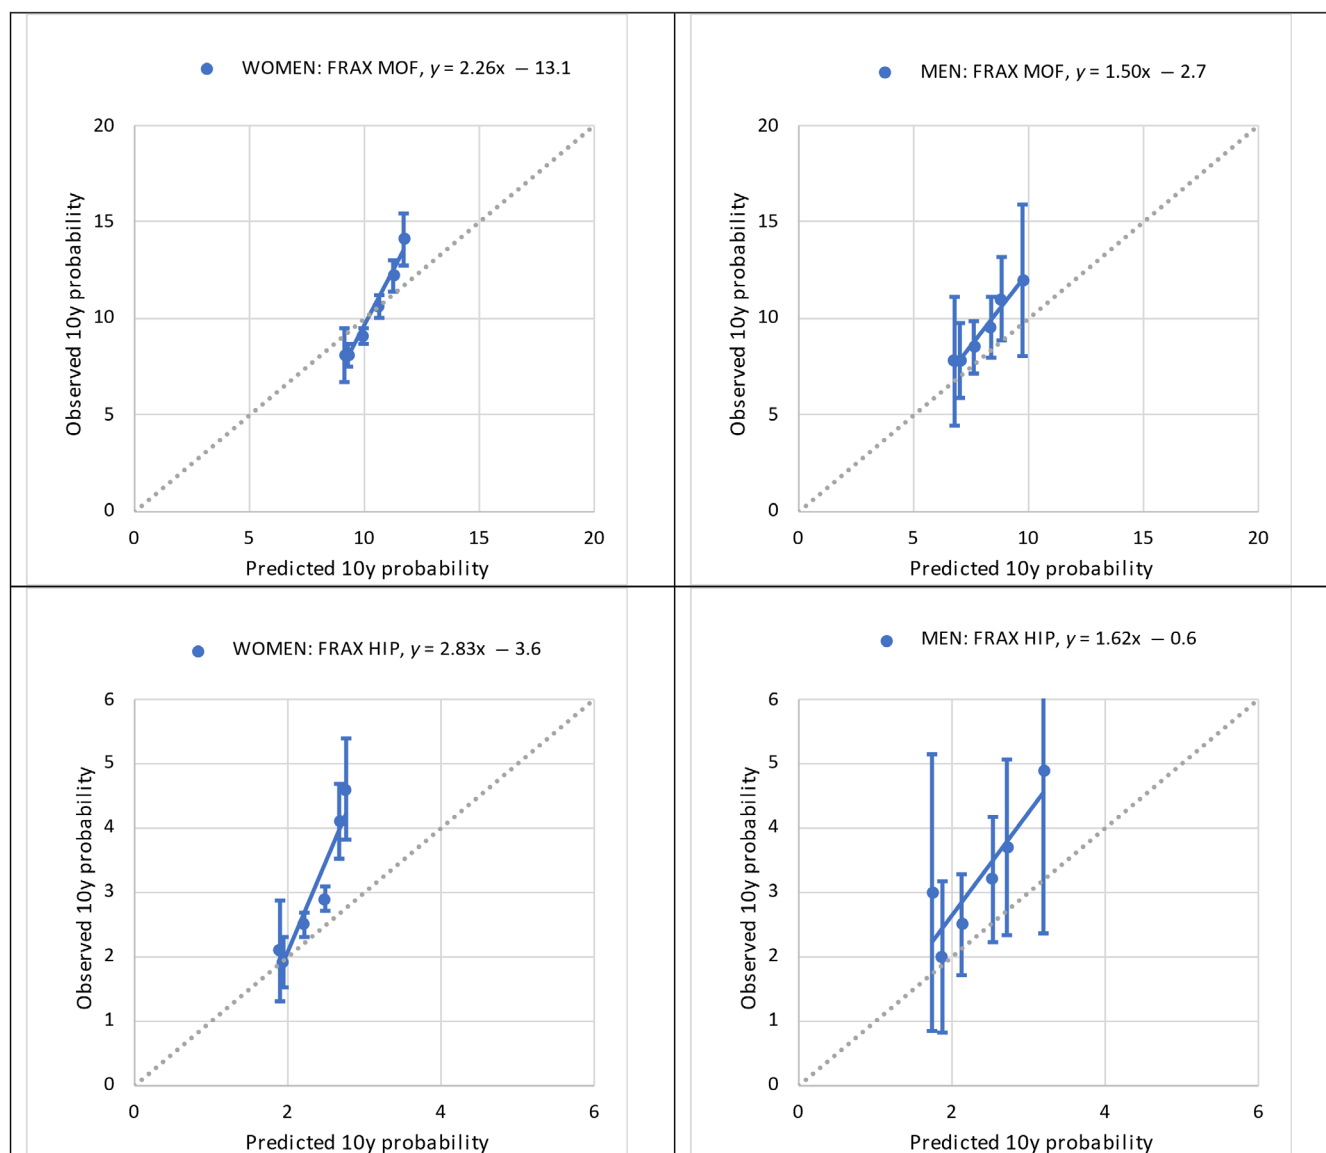 WOMEN: FRAX MOF, y = 2.26x − 13.1
20
15
10
5
0
0 5 10 15 20
Observed 10y probability
Predicted 10y probability
MEN: FRAX MOF, y = 1.50x − 2.7
20
15
10
5
0
0 5 10 15 20
Observed 10y probability
Predicted 10y probability
WOMEN: FRAX HIP, y = 2.83x − 3.6
6
5
4
3
2
1
0
0 2 4 6
Observed 10y probability
Predicted 10y probability
MEN: FRAX HIP, y = 1.62x − 0.6
6
5
4
3
2
1
0
0 2 4 6
Observed 10y probability
Predicted 10y probability